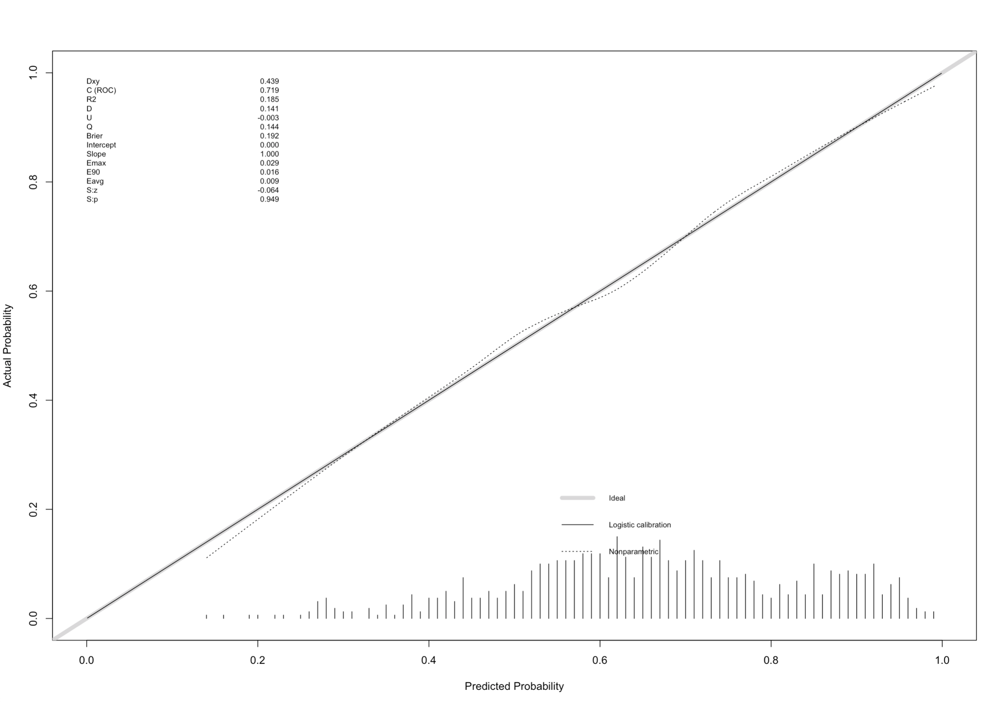 1.0
0.8
0.6
0.4
0.2
0.0
Actual Probability
Dxy 0.439
C (ROC) 0.719
R2 0.185
D 0.141
U -0.003
Q 0.144
Brier 0.192
Intercept 0.000
Slope 1.000
Emax 0.029
E90 0.016
Eavg 0.009
S:z -0.064
S:p 0.949
Ideal
Logistic calibration
Nonparametric
0.0 0.2 0.4 0.6 0.8 1.0
Predicted Probability